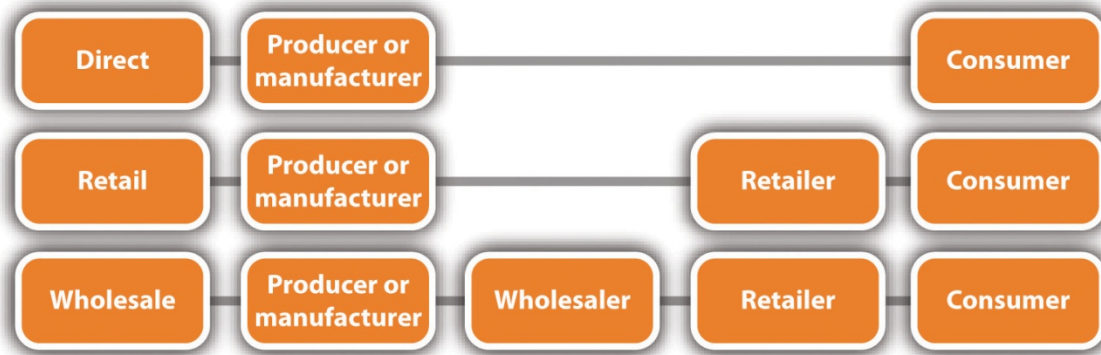 Direct
Producer or
manufacturer
Consumer
Retail
Producer or
manufacturer
Retailer
Consumer
Wholesale
Producer or
manufacturer
Wholesaler
Retailer
Consumer